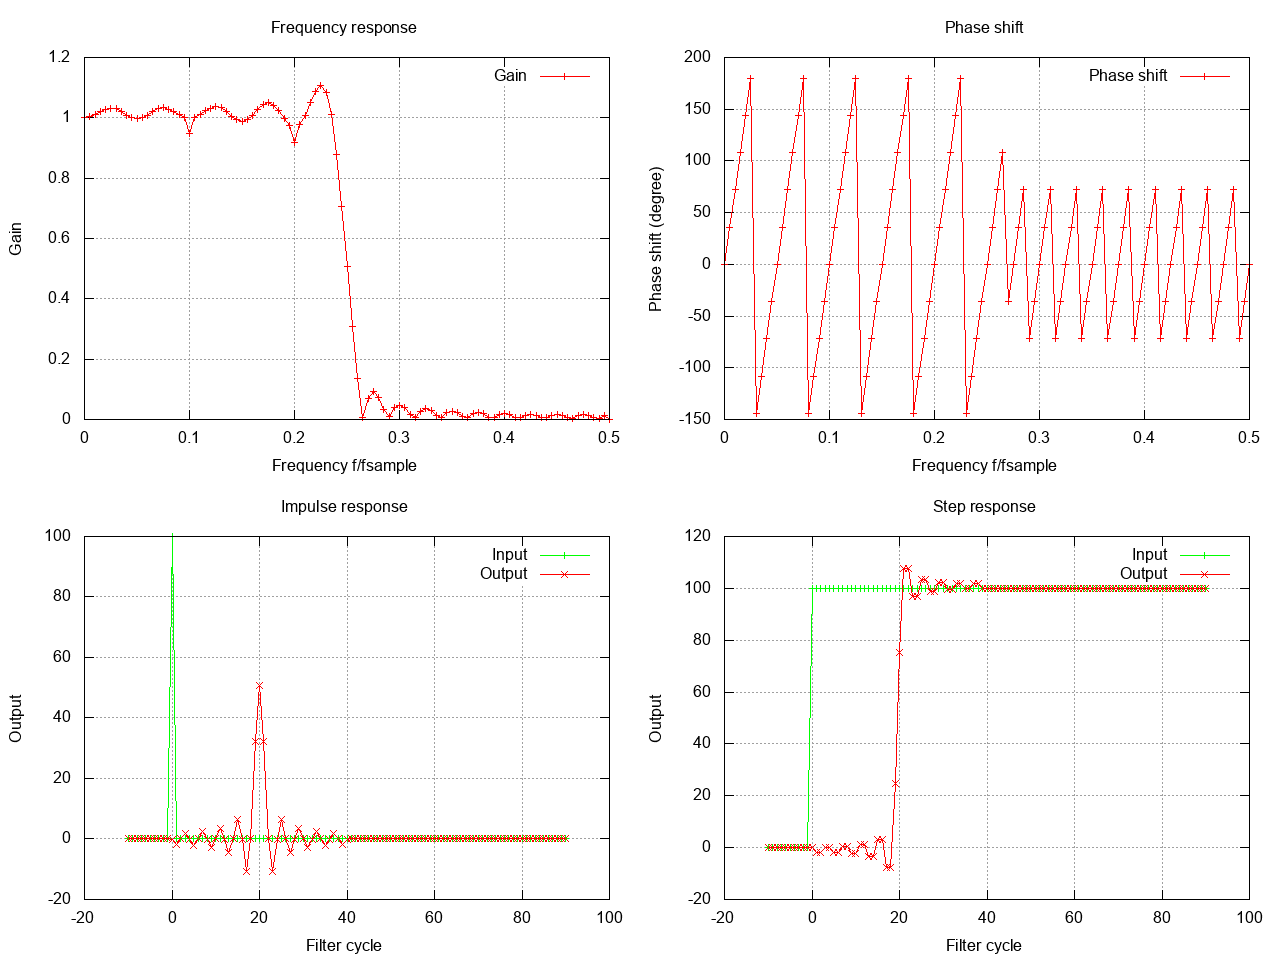 Frequency response
Gain
1.2
1
0.8
0.6
0.4
0.2
0
Gain
0 0.1 0.2 0.3 0.4 0.5
Frequency f/fsample
Phase shift
Phase shift
200
150
100
50
0
-50
-100
-150
Phase shift (degree)
0 0.1 0.2 0.3 0.4 0.5
Frequency f/fsample
Impulse response
Input
Output
100
80
60
40
20
0
-20
Output
-20 0 20 40 60 80 100
Filter cycle
Step response
Input
Output
120
100
80
60
40
20
0
-20
Output
-20 0 20 40 60 80 100
Filter cycle